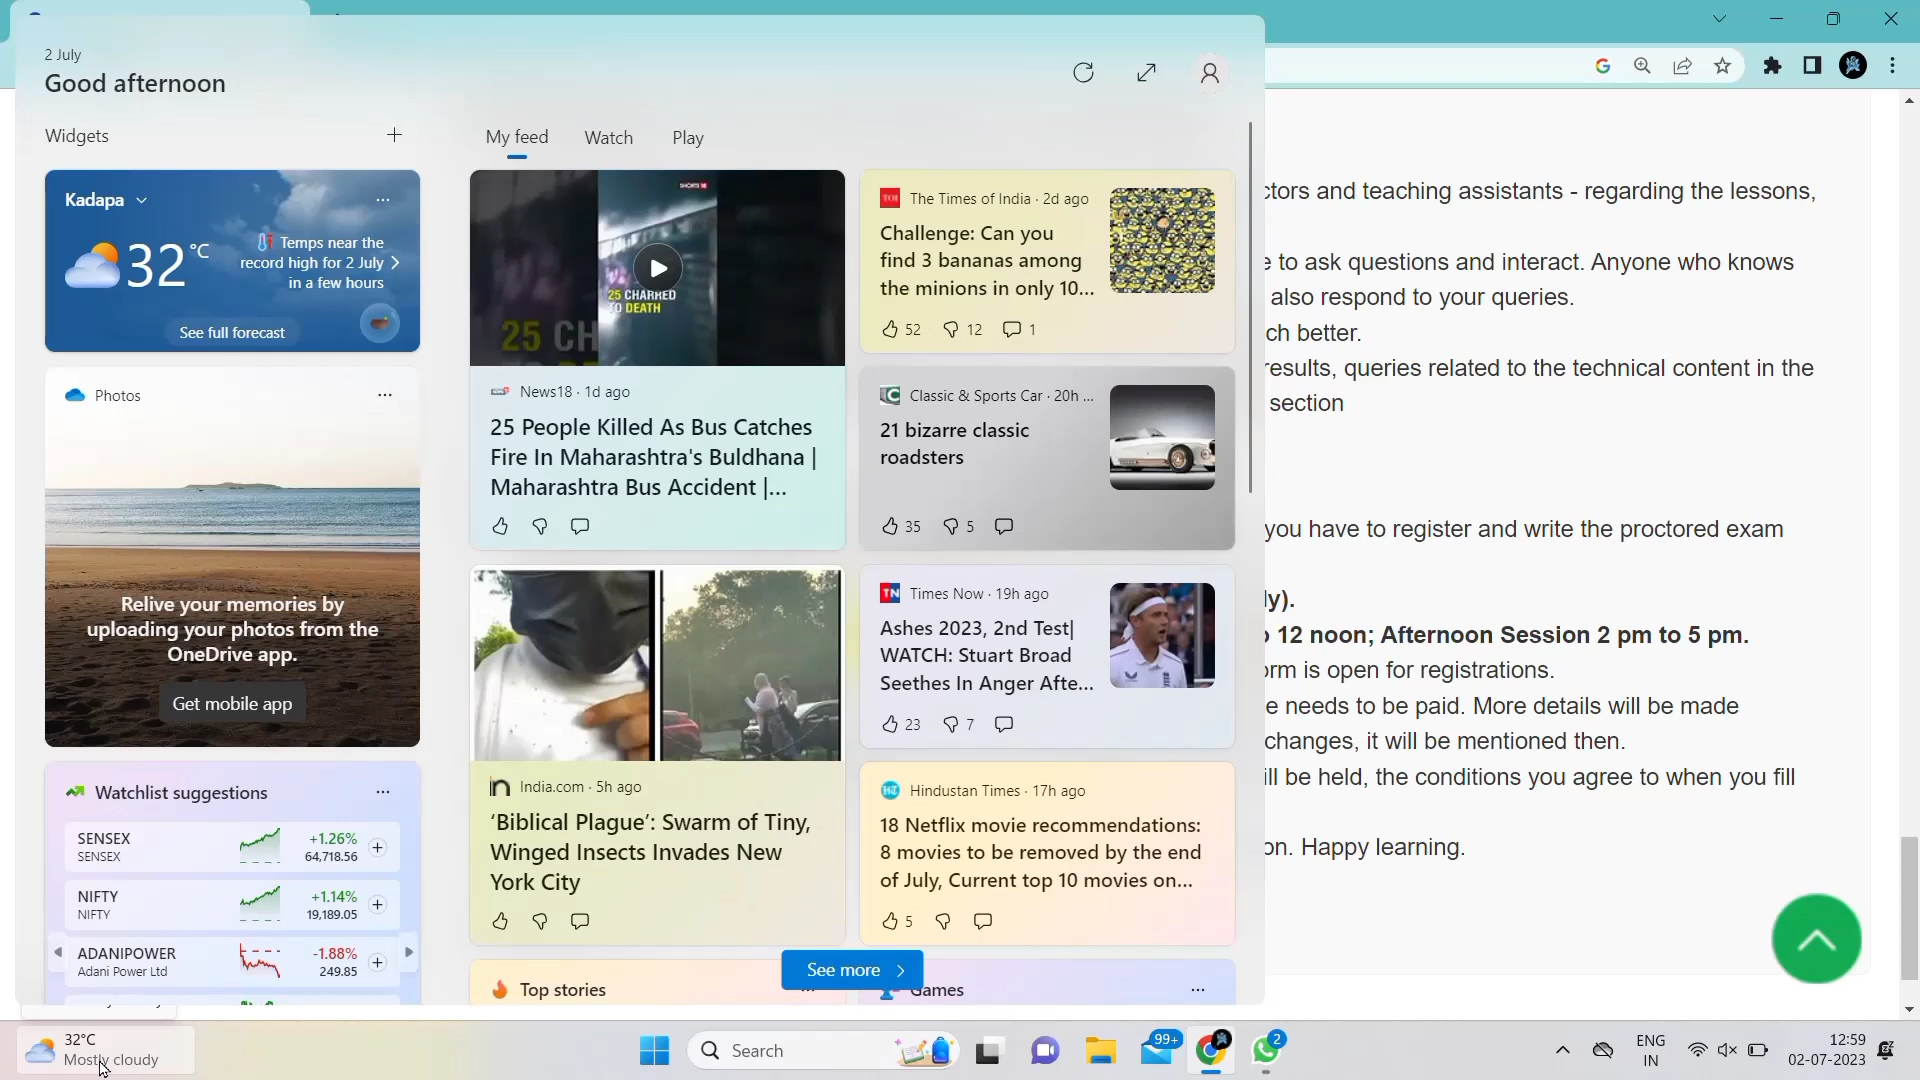 2 July
Good afternoon
Widgets
My feed
Watch
Play
Kadapa
32 °C
Temps near the
record high for 2 July
in a few hours
See full forecast
Photos
Relive your memories by
uploading your photos from the
OneDrive app.
Get mobile app
Watchlist suggestions
SENSEX
SENSEX
+1.26%
64,718.56
NIFTY
NIFTY
+1.14%
19,189.05
ADANIPOWER
Adani Power Ltd
-1.88%
249.85
SHORTS 18
25 CHARRED
TO DEATH
25 CH
News18 · 1d ago
25 People Killed As Bus Catches
Fire In Maharashtra's Buldhana |
Maharashtra Bus Accident |...
India.com · 5h ago
‘Biblical Plague’: Swarm of Tiny,
Winged Insects Invades New
York City
Top stories
TOI
The Times of India · 2d ago
Challenge: Can you
find 3 bananas among
the minions in only 10...
52
12
1
Classic & Sports Car · 20h ...
21 bizarre classic
roadsters
35
5
TN
Times Now · 19h ago
Ashes 2023, 2nd Test|
WATCH: Stuart Broad
Seethes In Anger Afte...
23
7
HT
Hindustan Times · 17h ago
18 Netflix movie recommendations:
8 movies to be removed by the end
of July, Current top 10 movies on...
5
See more
Games
ctors and teaching assistants - regarding the lessons,
e to ask questions and interact. Anyone who knows
also respond to your queries.
ch better.
results, queries related to the technical content in the
section
you have to register and write the proctored exam
ly).
o 12 noon; Afternoon Session 2 pm to 5 pm.
orm is open for registrations.
e needs to be paid. More details will be made
changes, it will be mentioned then.
ill be held, the conditions you agree to when you fill
on. Happy learning.
32°C
Mostly cloudy
Search
99+
2
ENG
IN
12:59
02-07-2023